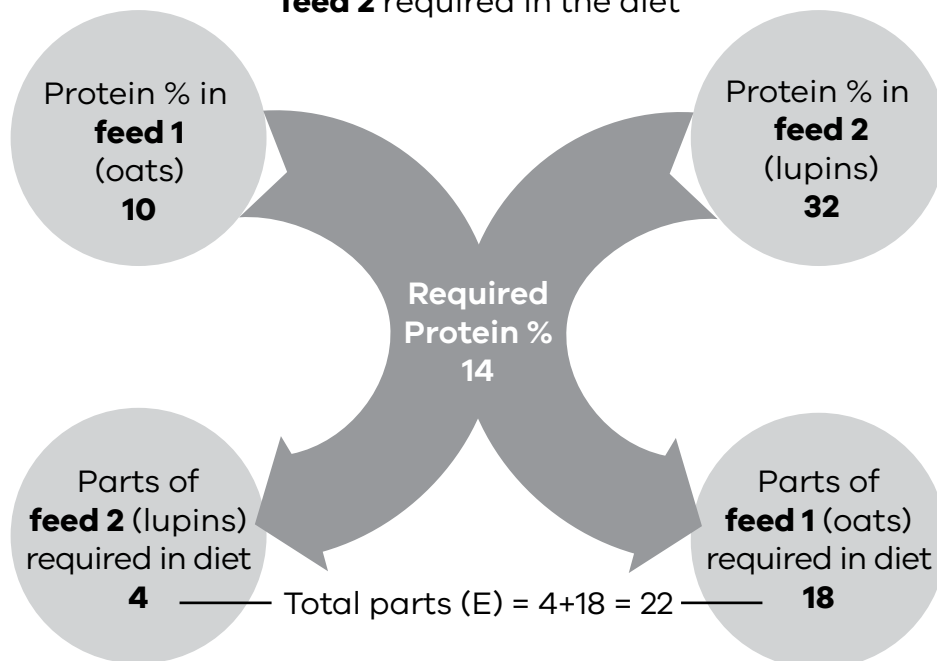 feed 2 required in the diet
Protein % in
feed 1
(oats)
10
Protein % in
feed 2
(lupins)
32
Required
Protein %
14
Parts of
feed 2 (lupins)
required in diet
4
Parts of
feed 1 (oats)
required in diet
18
Total parts (E) = 4+18 = 22